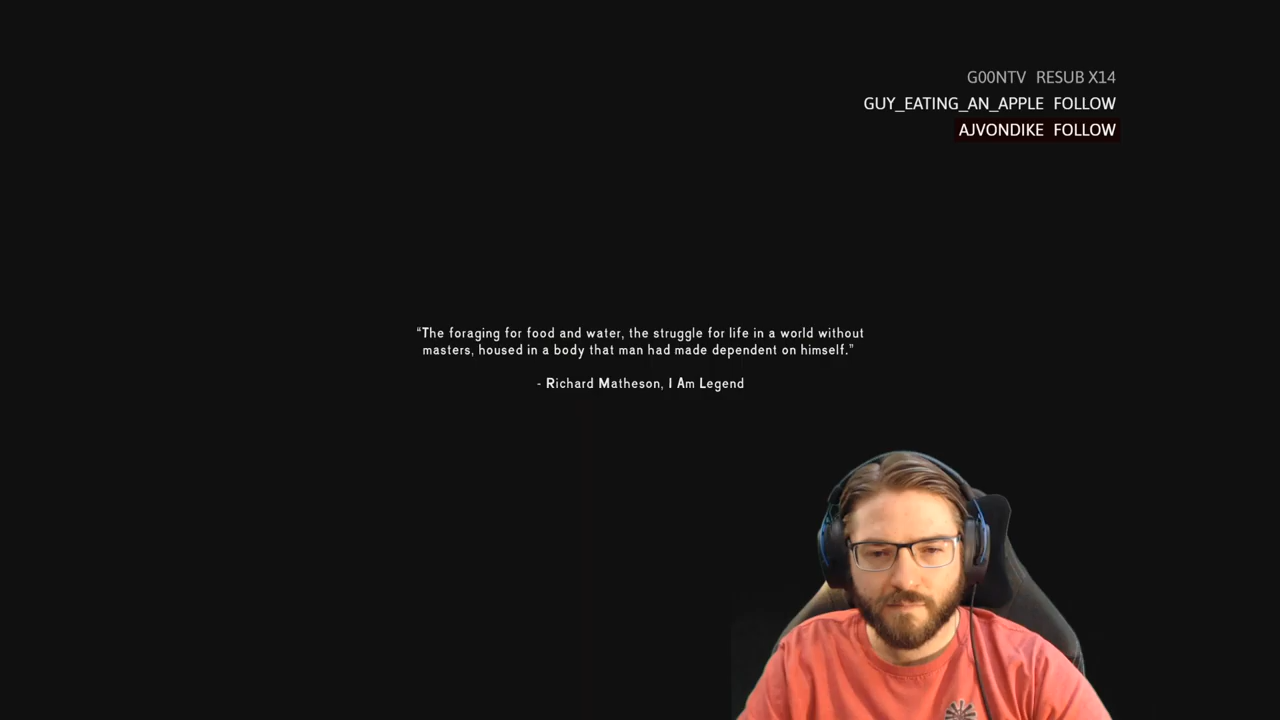 G00NTV RESUB X14
GUY_EATING_AN_APPLE FOLLOW
AJVONDIKE FOLLOW
“The foraging for food and water, the struggle for life in a world without
masters, housed in a body that man had made dependent on himself.”
- Richard Matheson, I Am Legend